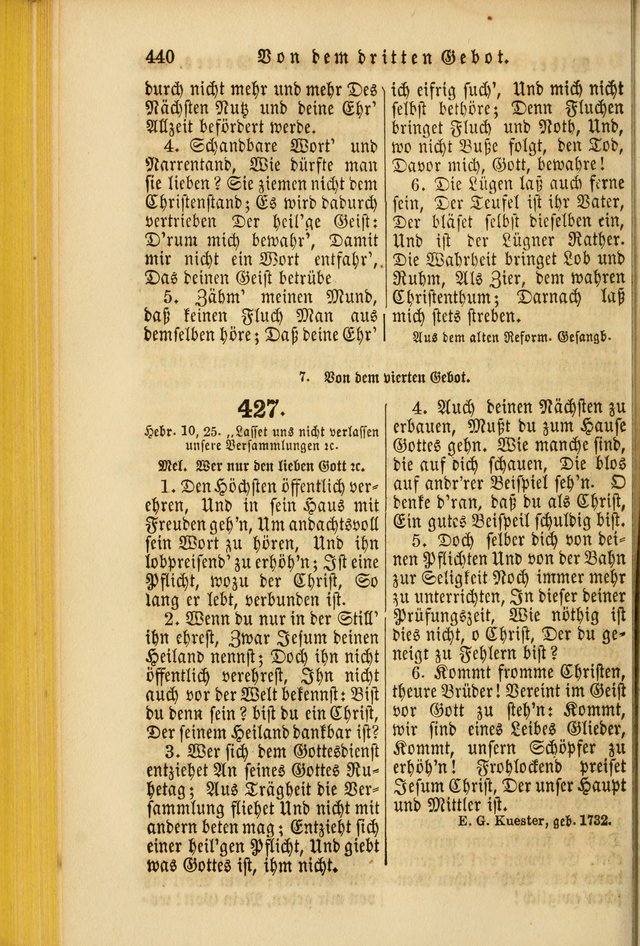 440 Von dem dritten Gebot.
durch nicht mehr und mehr Des
Nächsten Nutz und deine Ehr'
Allzeit befördert werde.
4. Schandbare Wort' und
Narrentand, Wie dürfte man
sie lieben? Sie ziemen nicht dem
Christenstand; Es wird dadurch
vertrieben Der heil'ge Geist:
D'rum mich bewahr', Damit
mir nicht ein Wort entfahr',
Das deinen Geist betrübe
5. Zähm' meinen Mund,
daß keinen Fluch Man aus
demselben höre; Daß deine Ehr'
ich eifrig such', Und mich nicht
selbst bethöre; Denn Fluchen
bringet Fluch und Noth, Und,
wo nicht Buße folgt, den Tod,
Davor mich, Gott, bewahre!
6. Die Lügen laß auch ferne
sein, Der Teufel ist ihr Vater,
Der bläset selbst dieselben ein,
Und ist der Lügner Rather.
Die Wahrheit bringet Lob und
Ruhm, Als Zier, dem wahren
Christenthum; Darnach laß
mich stets streben.
Aus dem alten Reform. Gesangb.
7. Von dem vierten Gebot.
427.
Hebr. 10, 25. „Lasset uns nicht verlassen
unsere Versammlungen ꝛc.
Mel. Wer nur den lieben Gott ꝛc.
1. Den Höchsten öffentlich ver-
ehren, Und in sein Haus mit
Freuden geh'n, Um andachtsvoll
sein Wort zu hören, Und ihn
lobpreisend' zu erhöh'n; Ist eine
Pflicht, wozu der Christ, So
lang er lebt, verbunden ist.
2. Wenn du nur in der Still'
ihn ehrest, Zwar Jesum deinen
Heiland nennst; Doch ihn nicht
öffentlich verehrest, Ihn nicht
auch vor der Welt bekennst: Bist
du denn sein? bist du ein Christ,
Der seinem Heiland dankbar ist?
3. Wer sich dem Gottesdienst
entziehet An seines Gottes Ru-
hetag; Aus Trägheit die Ver-
sammlung fliehet Und nicht mit
andern beten mag; Entzieht sich
einer heil'gen Pflicht, Und giebt
was Gottes ist, ihm nicht.
4. Auch deinen Nächsten zu
erbauen, Mußt du zum Hause
Gottes gehn. Wie manche sind,
die auf dich schauen, Die blos
auf andr'rer Beispiel seh'n. O
denke d'ran, daß du als Christ,
Ein gutes Beispeil schuldig bist.
5. Doch selber dich von dei-
nen Pflichten Und von der Bahn
zur Seligkeit Noch immer mehr
zu unterrichten, In dieser deiner
Prüfungszeit, Wie nöthig ist
dies nicht, o Christ, Der du ge-
neigt zu Fehlern bist?
6. Kommt fromme Christen,
theure Brüder! Vereint im Geist
vor Gott zu steh'n: Kommt,
wir sind eines Leibes Glieder,
Kommt, unsern Schöpfer zu
erhöh'n! Frohlockend preiset
Jesum Christ, Der unser Haupt
und Mittler ist.
E. G. Kuester, geb. 1732.